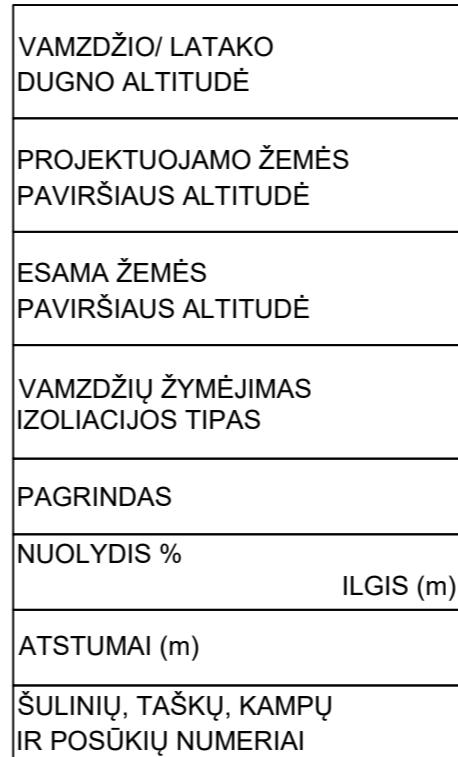 VAMZDŽIO/ LATAKO
DUGNO ALTITUDĖ
PROJEKTUOJAMO ŽEMĖS
PAVIRŠIAUS ALTITUDĖ
ESAMA ŽEMĖS
PAVIRŠIAUS ALTITUDĖ
VAMZDŽIŲ ŽYMĖJIMAS
IZOLIACIJOS TIPAS
PAGRINDAS
NUOLYDIS %
ILGIS (m)
ATSTUMAI (m)
ŠULINIŲ, TAŠKŲ, KAMPŲ
IR POSŪKIŲ NUMERIAI